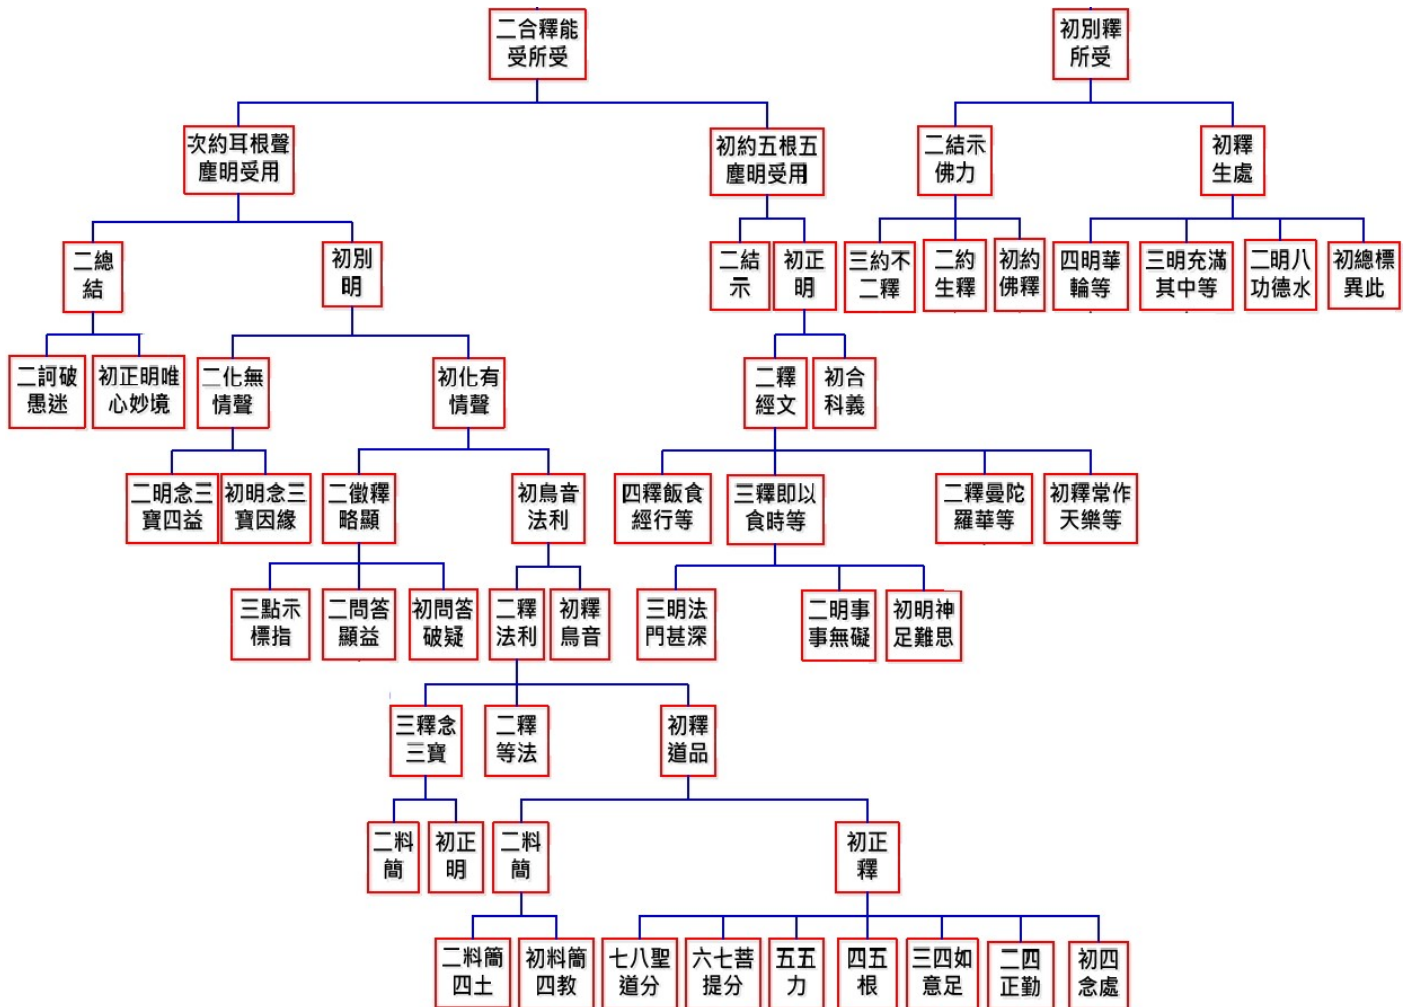 二合釋能
受所受
初別釋
所受
次約耳根聲
塵明受用
初約五根五
塵明受用
二結示
佛力
初釋
生處
二總
結
初別
明
二結
示
初正
明
三約不
二釋
二約
生釋
初約
佛釋
四明華
輪等
三明充滿
其中等
二明八
功德水
初總標
異此
二訶破
愚迷
初正明唯
心妙境
二化無
情聲
初化有
情聲
二釋
經文
初合
科義
二明念三
寶四益
初明念三
寶因緣
二徵釋
略顯
初鳥音
法利
四釋飯食
經行等
三釋即以
食時等
二釋曼陀
羅華等
初釋常作
天樂等
三點示
標指
二問答
顯益
初問答
破疑
二釋
法利
初釋
鳥音
三明法
門甚深
二明事
事無礙
初明神
足難思
三釋念
三寶
二釋
等法
初釋
道品
二料
簡
初正
明
二料
簡
初正
釋
二料簡
四土
初料簡
四教
七八聖
道分
六七菩
提分
五五
力
四五
根
三四如
意足
二四
正勤
初四
念處